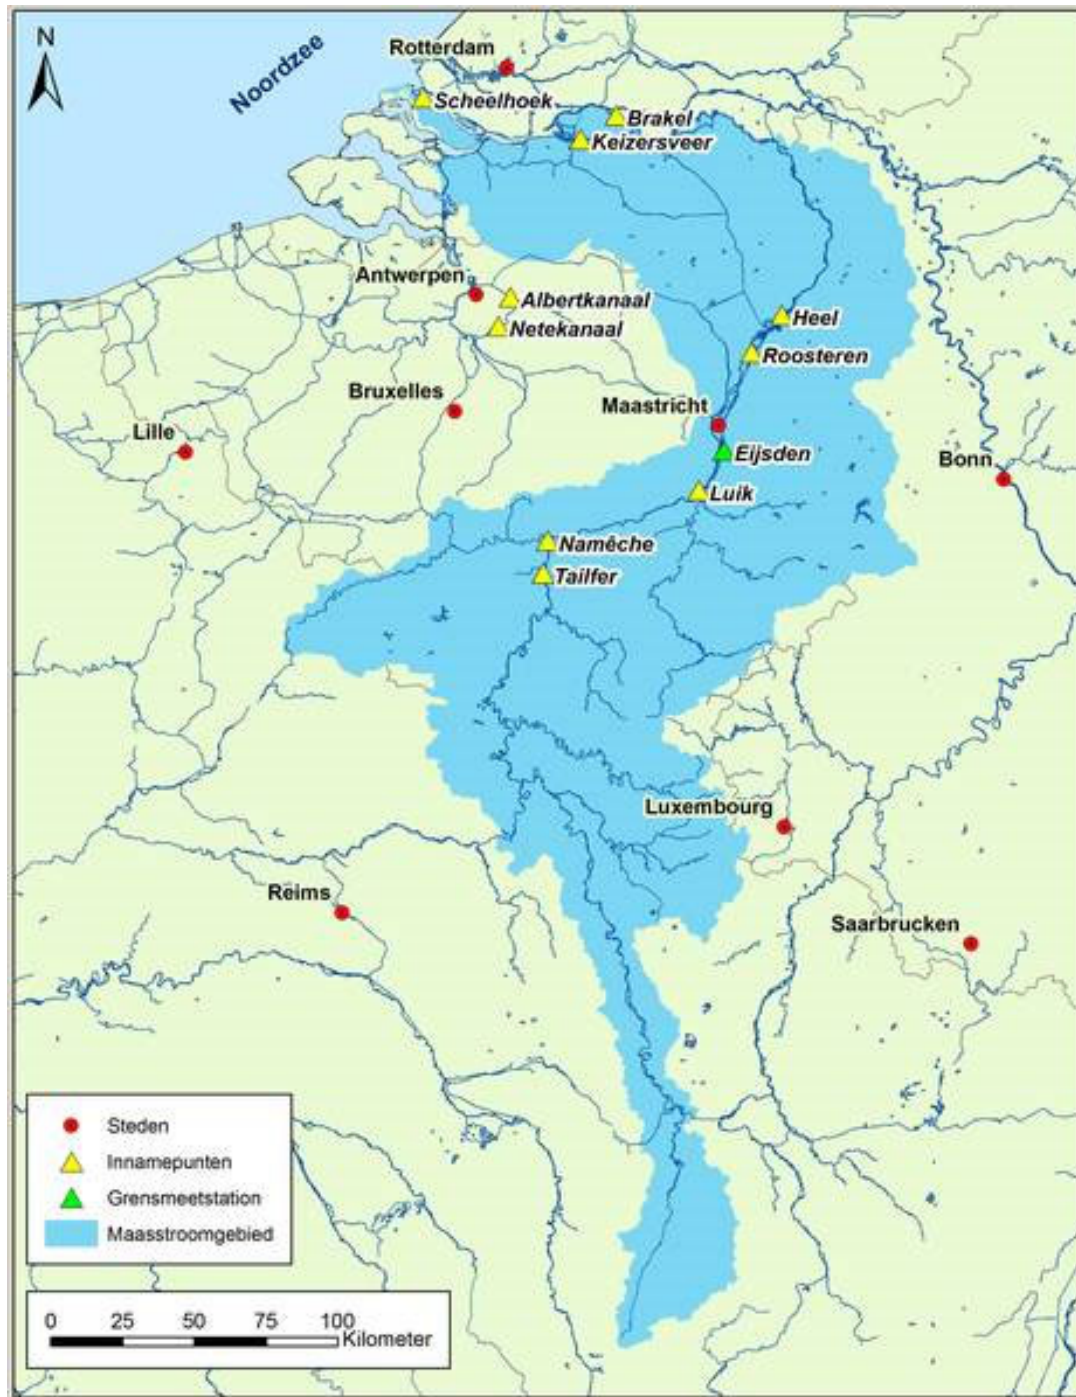 N
Noordzee
Rotterdam
Scheelhoek
Brakel
Keizersveer
Antwerpen
Albertkanaal
Netekanaal
Heel
Roosteren
Bruxelles
Maastricht
Lille
Eijsden
Bonn
Luik
Namêche
Tailfer
Luxembourg
Reims
Saarbrucken
Steden
Innamepunten
Grensmeetstation
Maasstroomgebied
0 25 50 75 100
Kilometer